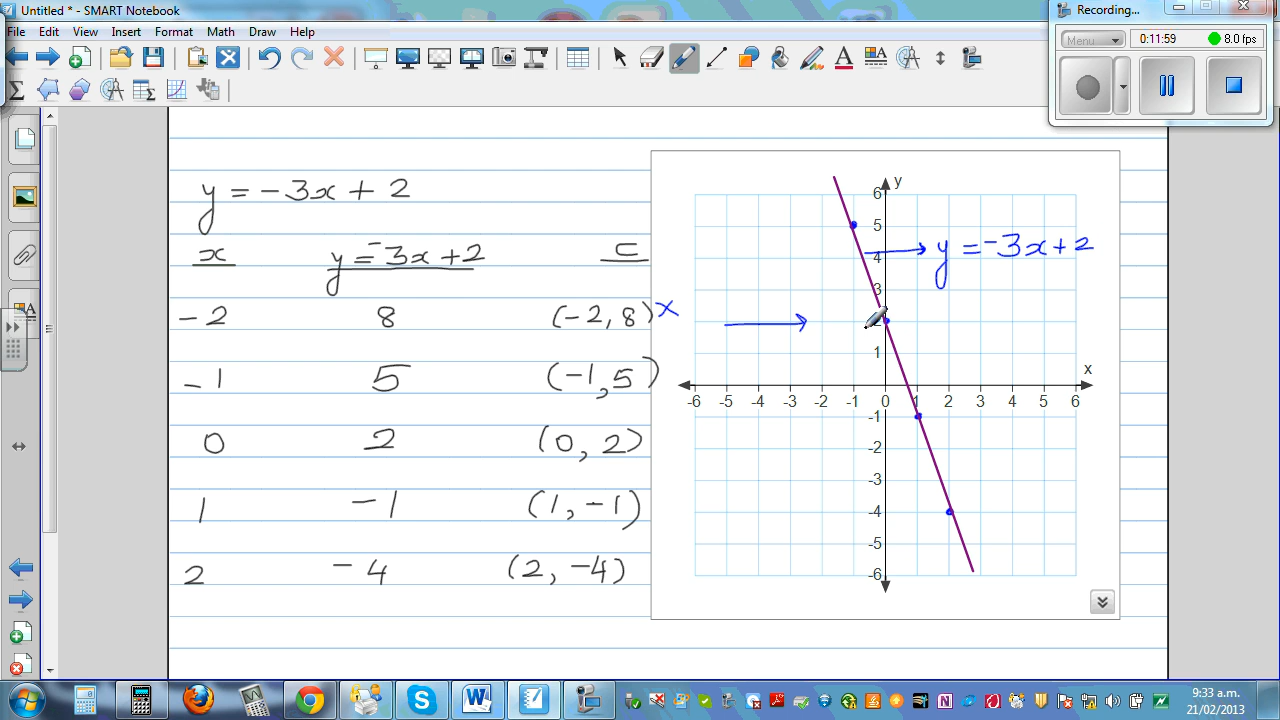 Untitled * - SMART Notebook
File Edit View Insert Format Math Draw Help
Recording...
Menu 0:11:59 8.0 fps
y = -3x + 2
x y = -3x+2 C
-2 8 (-2, 8) x
-1 5 (-1, 5)
0 2 (0, 2)
1 -1 (1, -1)
2 -4 (2, -4)
y
6
5
y = -3x+2
4
3
2
1
x
-6 -5 -4 -3 -2 -1 0 1 2 3 4 5 6
-1
-2
-3
-4
-5
-6
9:33 a.m.
21/02/2013